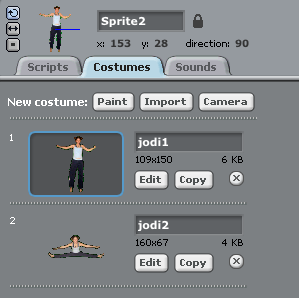 Sprite2
x: 153 y: 28 direction: 90
Scripts Costumes Sounds
New costume: Paint Import Camera
1
jodi1
109x150 6 KB
Edit Copy
2
jodi2
160x67 4 KB
Edit Copy